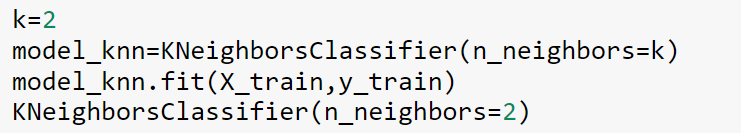 k=2
model_knn=KNeighborsClassifier(n_neighbors=k)
model_knn.fit(X_train,y_train)
KNeighborsClassifier(n_neighbors=2)